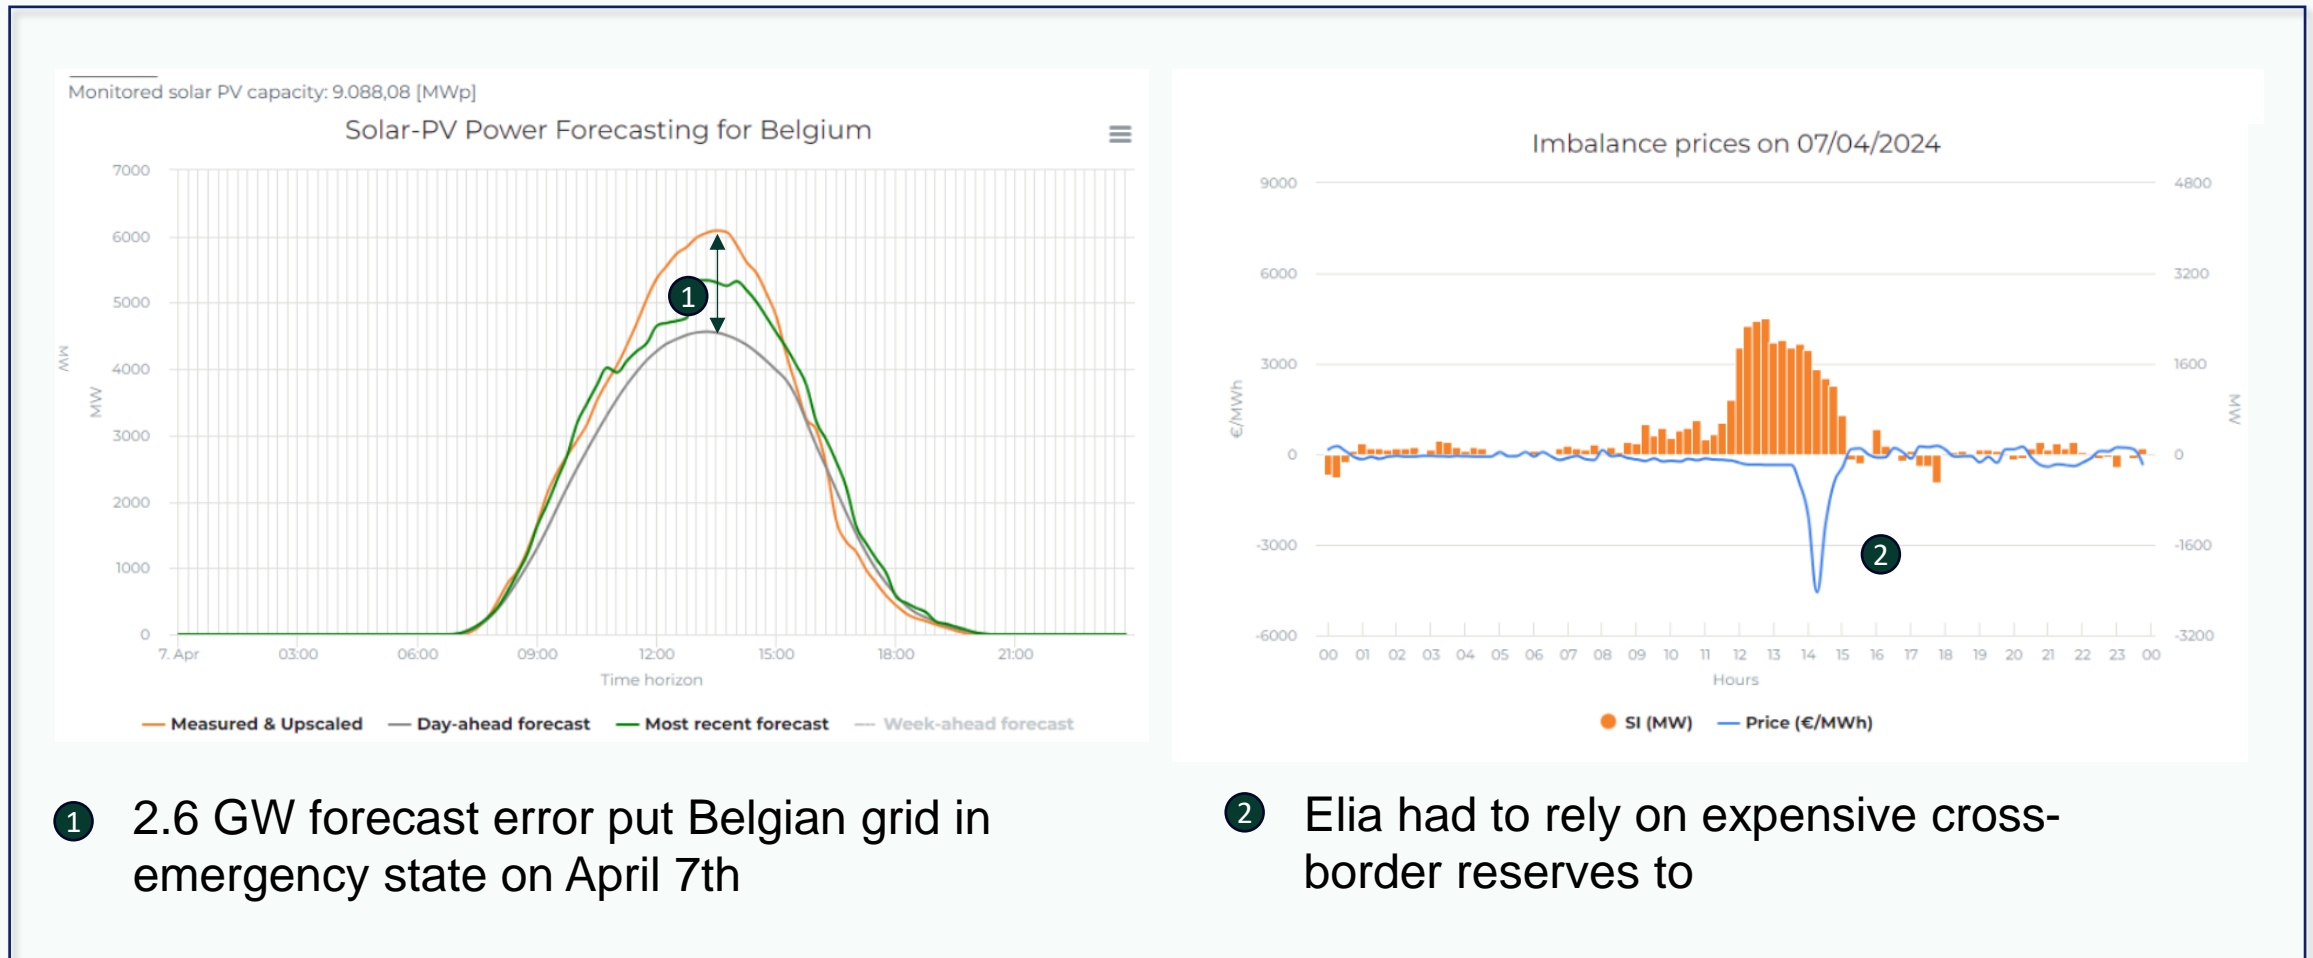 Monitored solar PV capacity: 9.088,08 [MWp]
Solar-PV Power Forecasting for Belgium
7000
6000
5000
4000
3000
2000
1000
0
MW
MW
1
7. Apr 03:00 06:00 09:00 12:00 15:00 18:00 21:00
Time horizon
Measured & Upscaled Day-ahead forecast Most recent forecast Week-ahead forecast
Imbalance prices on 07/04/2024
9000 4800
6000 3200
3000 1600
0 0
-3000 -1600
-6000 -3200
€/MWh
MW
2
00 01 02 03 04 05 06 07 08 09 10 11 12 13 14 15 16 17 18 19 20 21 22 23 00
Hours
SI (MW) Price (€/MWh)
1 2.6 GW forecast error put Belgian grid in
emergency state on April 7th
2 Elia had to rely on expensive cross-
border reserves to